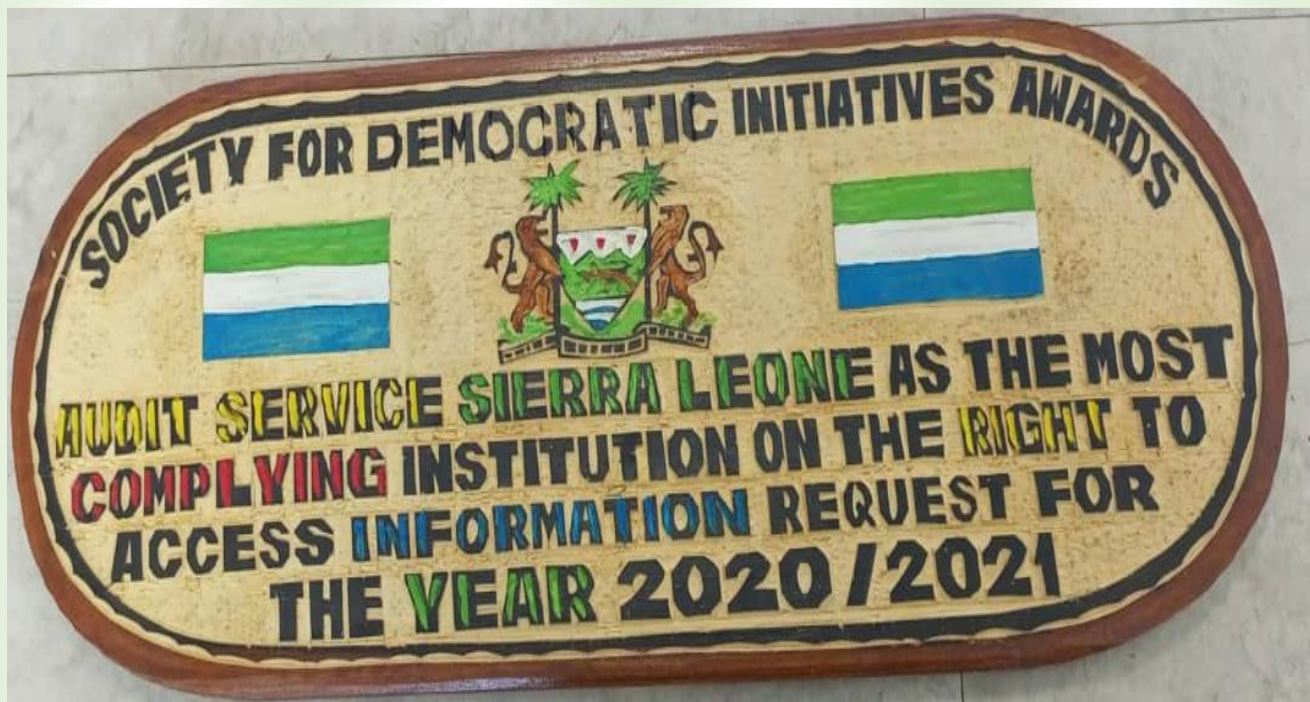 SOCIETY FOR DEMOCRATIC INITIATIVES AWARDS
AUDIT SERVICE SIERRA LEONE AS THE MOST
COMPLYING INSTITUTION ON THE RIGHT TO
ACCESS INFORMATION REQUEST FOR
THE YEAR 2020/2021